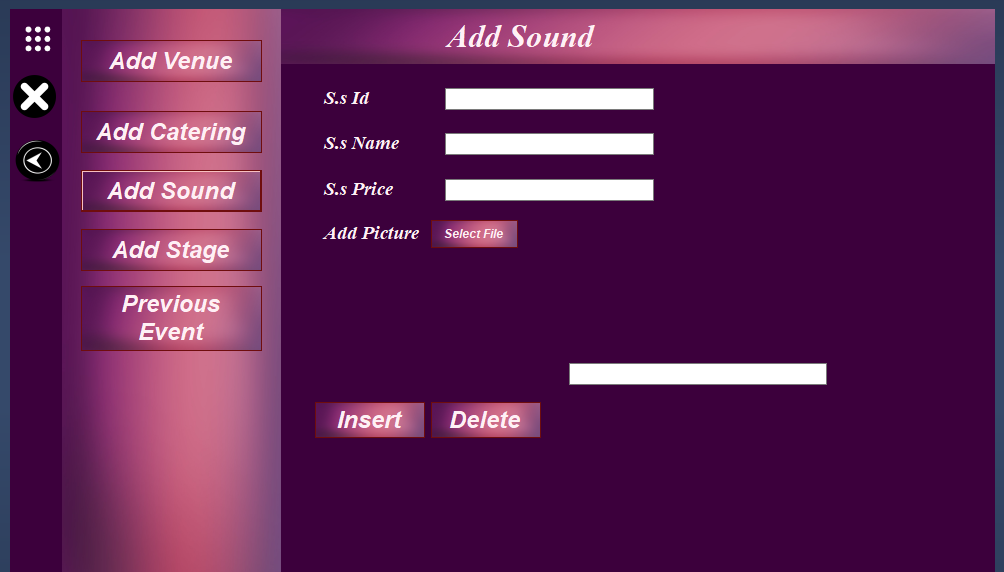 Add Venue
Add Catering
Add Sound
Add Stage
Previous
Event
Add Sound
S.s Id
S.s Name
S.s Price
Add Picture
Select File
Insert
Delete